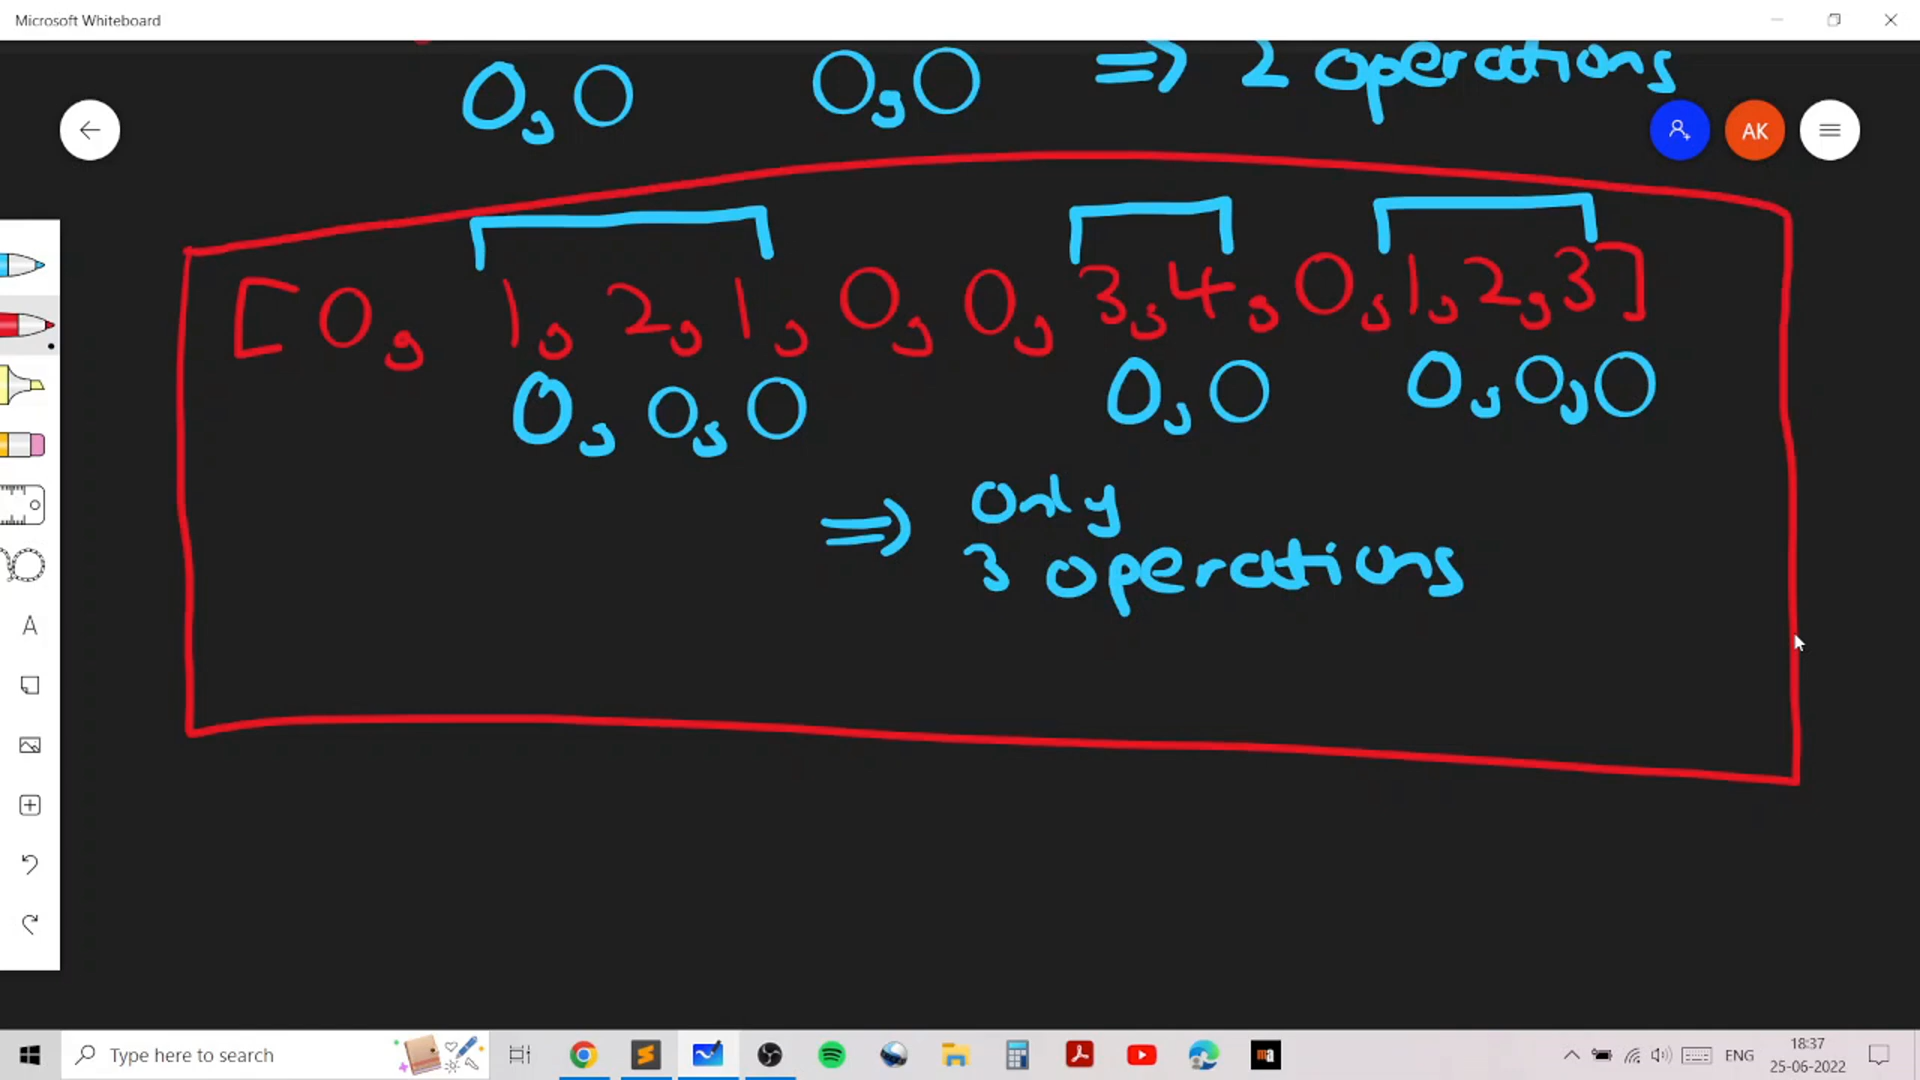 Microsoft Whiteboard
0, 0 0, 0 => 2 operations
AK
[ 0, 1, 2, 1, 0, 0, 3, 4, 0, 1, 2, 3 ]
0, 0, 0 0, 0 0, 0, 0
=> Only
3 operations
A
Type here to search
ma
ENG
18:37
25-06-2022